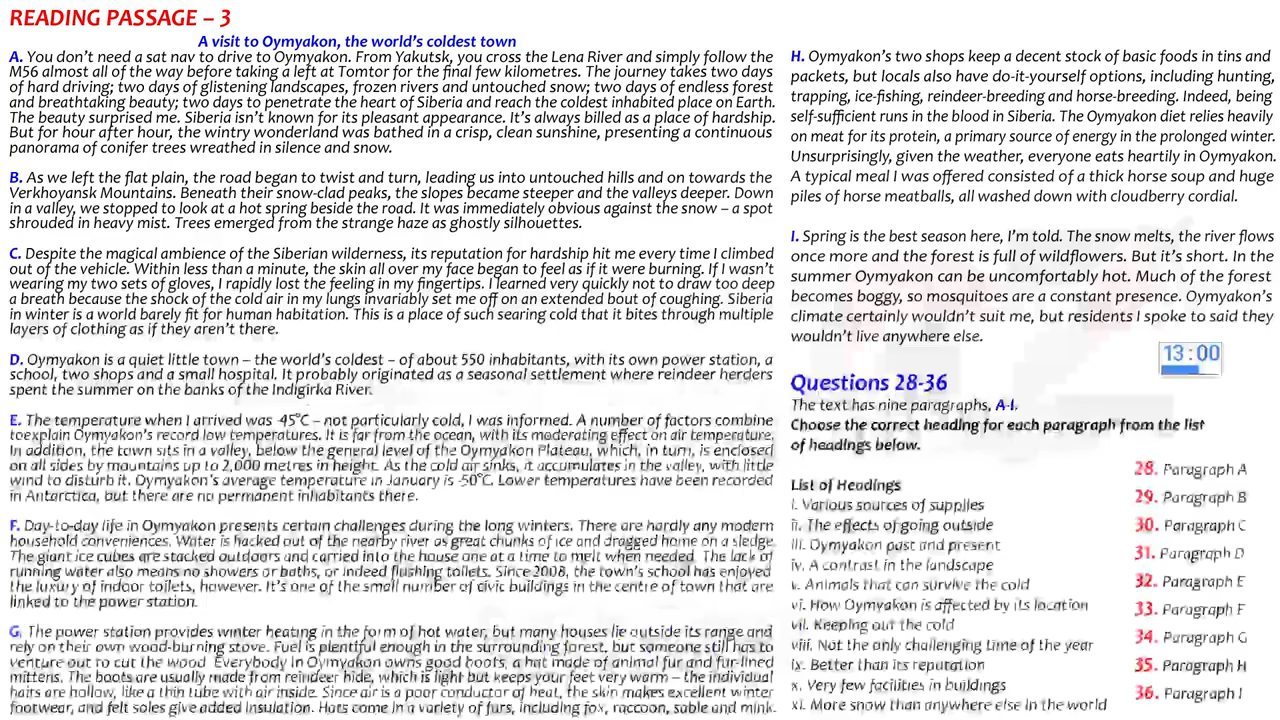 READING PASSAGE – 3
A visit to Oymyakon, the world's coldest town
A. You don't need a sat nav to drive to Oymyakon. From Yakutsk, you cross the Lena River and simply follow the
M56 almost all of the way before taking a left at Tomtor for the final few kilometres. The journey takes two days
of hard driving; two days of glistening landscapes, frozen rivers and untouched snow; two days of endless forest
and breathtaking beauty; two days to penetrate the heart of Siberia and reach the coldest inhabited place on Earth.
The beauty surprised me. Siberia isn't known for its pleasant appearance. It's always billed as a place of hardship.
But for hour after hour, the wintry wonderland was bathed in a crisp, clean sunshine, presenting a continuous
panorama of conifer trees wreathed in silence and snow.
B. As we left the flat plain, the road began to twist and turn, leading us into untouched hills and on towards the
Verkhoyansk Mountains. Beneath their snow-clad peaks, the slopes became steeper and the valleys deeper. Down
in a valley, we stopped to look at a hot spring beside the road. It was immediately obvious against the snow – a spot
shrouded in heavy mist. Trees emerged from the strange haze as ghostly silhouettes.
C. Despite the magical ambience of the Siberian wilderness, its reputation for hardship hit me every time I climbed
out of the vehicle. Within less than a minute, the skin all over my face began to feel as if it were burning. If I wasn't
wearing my two sets of gloves, I rapidly lost the feeling in my fingertips. I learned very quickly not to draw too deep
a breath because the shock of the cold air in my lungs invariably set me off on an extended bout of coughing. Siberia
in winter is a world barely fit for human habitation. This is a place of such searing cold that it bites through multiple
layers of clothing as if they aren't there.
D. Oymyakon is a quiet little town – the world's coldest – of about 550 inhabitants, with its own power station, a
school, two shops and a small hospital. It probably originated as a seasonal settlement where reindeer herders
spent the summer on the banks of the Indigirka River.
E. The temperature when I arrived was -45°C – not particularly cold, I was informed. A number of factors combine
toexplain Oymyakon's record low temperatures. It is far from the ocean, with its moderating effect on air temperature.
In addition, the town sits in a valley, below the general level of the Oymyakon Plateau, which, in turn, is enclosed
on all sides by mountains up to 2,000 metres in height. As the cold air sinks, it accumulates in the valley, with little
wind to disturb it. Oymyakon's average temperature in January is -50°C. Lower temperatures have been recorded
in Antarctica, but there are no permanent inhabitants there.
F. Day-to-day life in Oymyakon presents certain challenges during the long winters. There are hardly any modern
household conveniences. Water is hacked out of the nearby river as great chunks of ice and dragged home on a sledge.
The giant ice cubes are stacked outdoors and carried into the house one at a time to melt when needed. The lack of
running water also means no showers or baths, or indeed flushing toilets. Since 2008, the town's school has enjoyed
the luxury of indoor toilets, however. It's one of the small number of civic buildings in the centre of town that are
linked to the power station.
G. The power station provides winter heating in the form of hot water, but many houses lie outside its range and
rely on their own wood-burning stove. Fuel is plentiful enough in the surrounding forest, but someone still has to
venture out to cut the wood. Everybody in Oymyakon owns good boots, a hat made of animal fur and fur-lined
mittens. The boots are usually made from reindeer hide, which is light but keeps your feet very warm – the individual
hairs are hollow, like a thin tube with air inside. Since air is a poor conductor of heat, the skin makes excellent winter
footwear, and felt soles give added insulation. Hats come in a variety of furs, including fox, raccoon, sable and mink.
H. Oymyakon's two shops keep a decent stock of basic foods in tins and
packets, but locals also have do-it-yourself options, including hunting,
trapping, ice-fishing, reindeer-breeding and horse-breeding. Indeed, being
self-sufficient runs in the blood in Siberia. The Oymyakon diet relies heavily
on meat for its protein, a primary source of energy in the prolonged winter.
Unsurprisingly, given the weather, everyone eats heartily in Oymyakon.
A typical meal I was offered consisted of a thick horse soup and huge
piles of horse meatballs, all washed down with cloudberry cordial.
I. Spring is the best season here, I'm told. The snow melts, the river flows
once more and the forest is full of wildflowers. But it's short. In the
summer Oymyakon can be uncomfortably hot. Much of the forest
becomes boggy, so mosquitoes are a constant presence. Oymyakon's
climate certainly wouldn't suit me, but residents I spoke to said they
wouldn't live anywhere else.
13:00
Questions 28-36
The text has nine paragraphs, A-I.
Choose the correct heading for each paragraph from the list
of headings below.
List of Headings
i. Various sources of supplies
ii. The effects of going outside
iii. Oymyakon past and present
iv. A contrast in the landscape
v. Animals that can survive the cold
vi. How Oymyakon is affected by its location
vii. Keeping out the cold
viii. Not the only challenging time of the year
ix. Better than its reputation
x. Very few facilities in buildings
xi. More snow than anywhere else in the world
28. Paragraph A
29. Paragraph B
30. Paragraph C
31. Paragraph D
32. Paragraph E
33. Paragraph F
34. Paragraph G
35. Paragraph H
36. Paragraph I